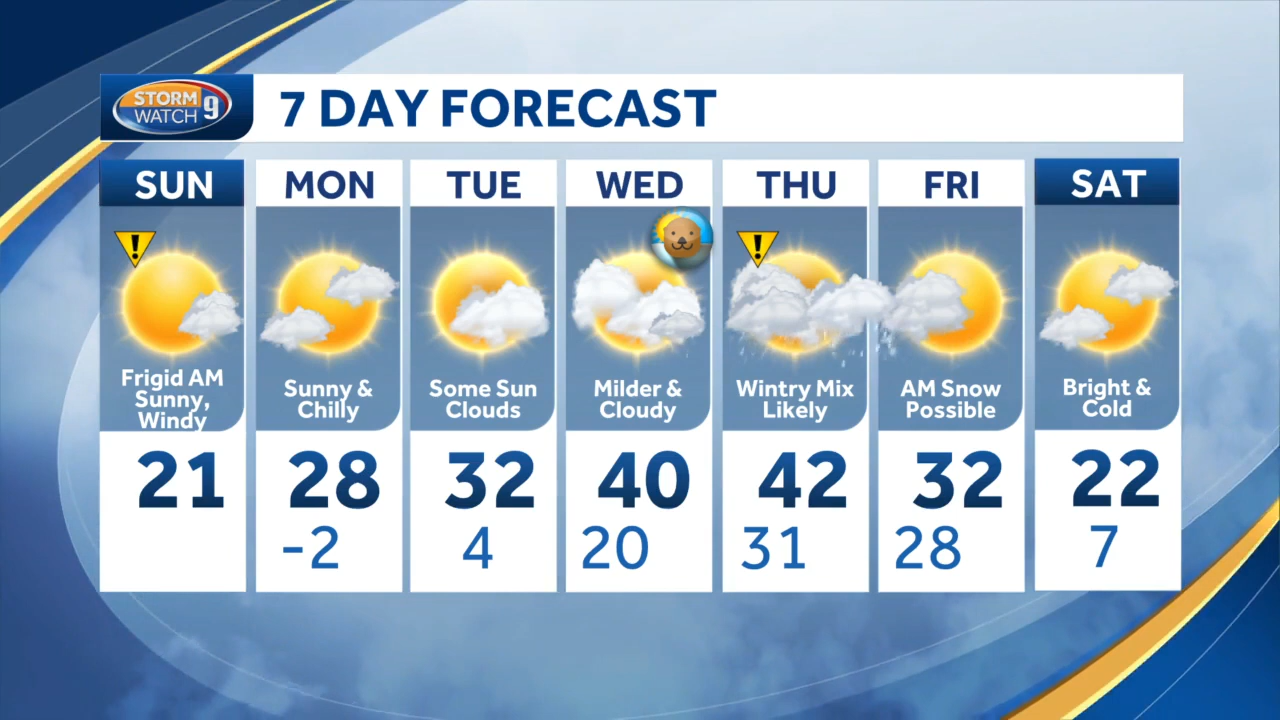 STORM
WATCH 9
7 DAY FORECAST
SUN
MON
TUE
WED
THU
FRI
SAT
!
!
Frigid AM
Sunny,
Windy
Sunny &
Chilly
Some Sun
Clouds
Milder &
Cloudy
Wintry Mix
Likely
AM Snow
Possible
Bright &
Cold
21
28
32
40
42
32
22
-2
4
20
31
28
7